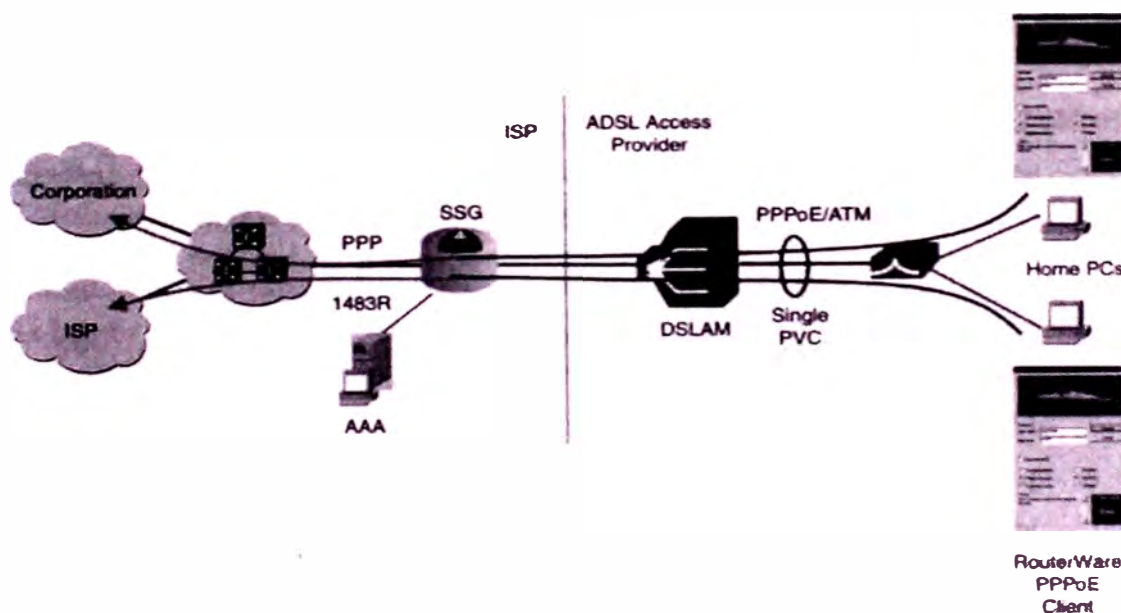 ISP
ADSL Access
Provider
Corporation
SSG
PPP
PPPoE/ATM
1483R
Home PCs
ISP
DSLAM
Single
PVC
AAA
RouterWare
PPPoE
Client